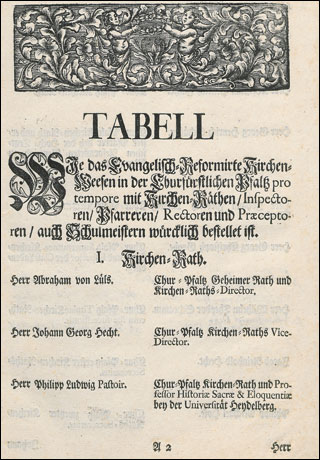 TABELL
Wie das Evangelisch-Reformirte Kirchen-
Wesen in der Churfürstlichen Pfaltz pro
tempore mit Kirchen-Räthen / Inspecto-
ren / Pfarreren / Rectoren und Præcepto-
ren / auch Schulmeistern würcklich bestellet ist.
I. Kirchen-Rath.
Herr Abraham von Lüls. Chur-Pfaltz Geheimer Rath und
Kirchen-Raths-Director.
Herr Johann Georg Hecht. Chur-Pfaltz Kirchen-Raths Vice-
Director.
Herr Philipp Ludwig Pastoir. Chur-Pfaltz Kirchen-Rath und Pro-
fessor Historiæ Sacræ & Eloquentiæ
bey der Universität Heydelberg.
A 2 Herr